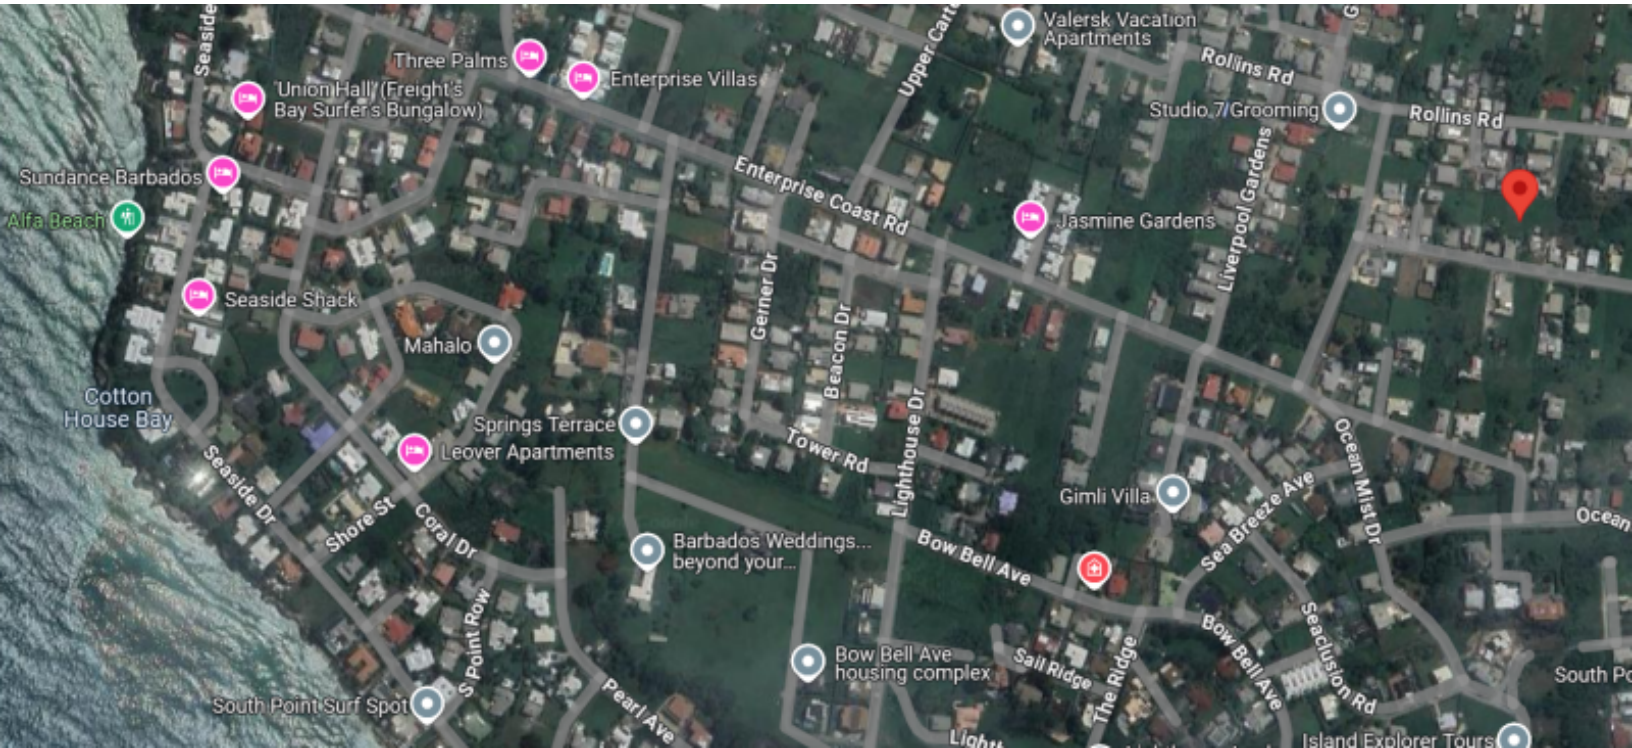 Seaside
Three Palms
Enterprise Villas
Upper Carte
Valersk Vacation
Apartments
G
Rollins Rd
'Union Hall' (Freight's
Bay Surfer's Bungalow)
Studio 7 Grooming
Rollins Rd
Sundance Barbados
Alfa Beach
Enterprise Coast Rd
Jasmine Gardens
Liverpool Gardens
Seaside Shack
Gerner Dr
Beacon Dr
Mahalo
Cotton
House Bay
Springs Terrace
Leover Apartments
Tower Rd
Lighthouse Dr
Seaside Dr
Shore St
Coral Dr
Gimli Villa
Sea Breeze Ave
Ocean Mist Dr
Ocean
Barbados Weddings...
beyond your...
Bow Bell Ave
S Point Row
Bow Bell Ave
housing complex
Sail Ridge
The Ridge
Bow Bell Ave
Seaclusion Rd
South Po
South Point Surf Spot
Pearl Ave
Lighth
Island Explorer Tours